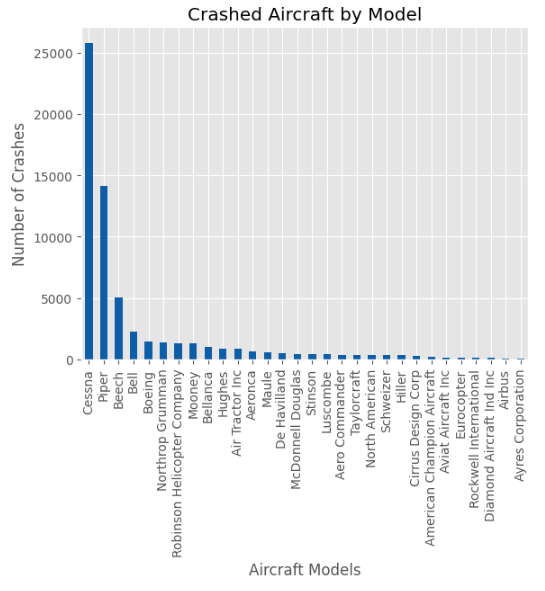 Crashed Aircraft by Model
Number of Crashes
25000
20000
15000
10000
5000
0
Cessna
Piper
Beech
Bell
Boeing
Northrop Grumman
Robinson Helicopter Company
Mooney
Bellanca
Hughes
Air Tractor Inc
Aeronca
Maule
De Havilland
McDonnell Douglas
Stinson
Luscombe
Aero Commander
Taylorcraft
North American
Schweizer
Hiller
Cirrus Design Corp
American Champion Aircraft
Aviat Aircraft Inc
Eurocopter
Rockwell International
Diamond Aircraft Ind Inc
Airbus
Ayres Corporation
Aircraft Models